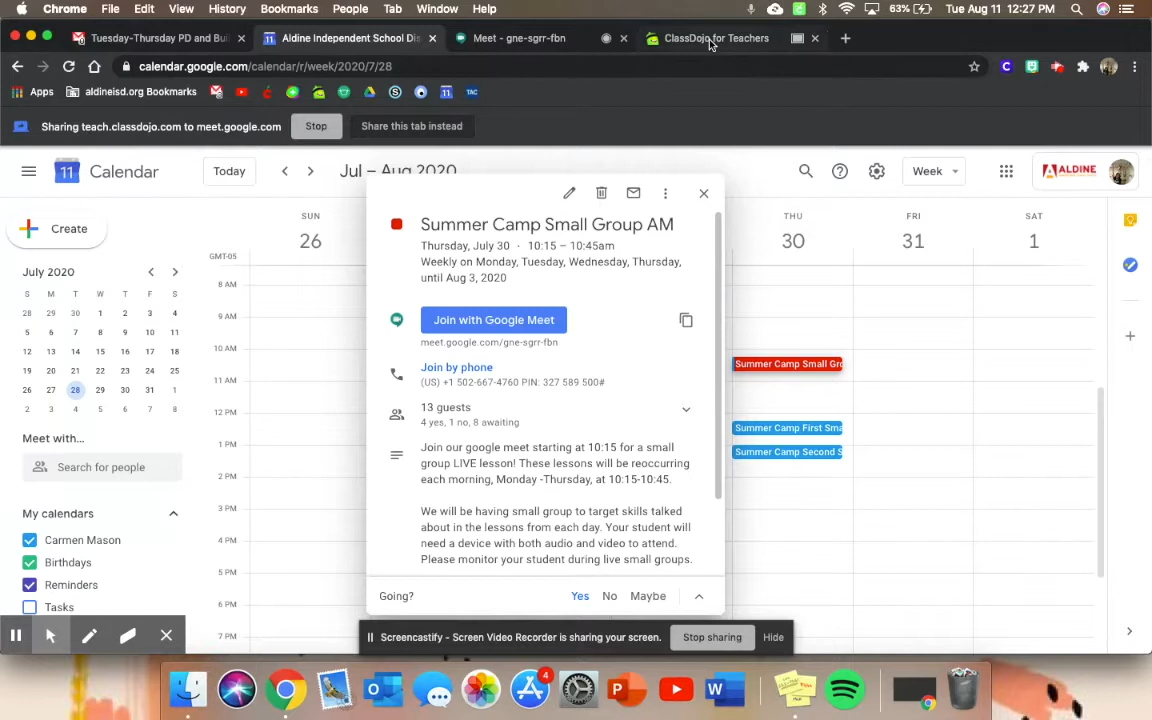 Chrome File Edit View History Bookmarks People Tab Window Help 63% Tue Aug 11 12:27 PM
Tuesday-Thursday PD and Bui Aldine Independent School Dis Meet - gne-sgrr-fbn ClassDojo for Teachers
calendar.google.com/calendar/r/week/2020/7/28
Apps aldineisd.org Bookmarks
Sharing teach.classdojo.com to meet.google.com Stop Share this tab instead
11 Calendar Today Jul – Aug 2020 Week ALDINE
Create
SUN THU FRI SAT
26 30 31 1
GMT-05
8 AM
9 AM
10 AM
11 AM
12 PM
1 PM
2 PM
3 PM
4 PM
5 PM
6 PM
7 PM
July 2020
S M T W T F S
28 29 30 1 2 3 4
5 6 7 8 9 10 11
12 13 14 15 16 17 18
19 20 21 22 23 24 25
26 27 28 29 30 31 1
2 3 4 5 6 7 8
Meet with...
Search for people
My calendars
Carmen Mason
Birthdays
Reminders
Tasks
Summer Camp Small Group AM
Thursday, July 30 · 10:15 – 10:45am
Weekly on Monday, Tuesday, Wednesday, Thursday,
until Aug 3, 2020
Join with Google Meet
meet.google.com/gne-sgrr-fbn
Join by phone
(US) +1 502-667-4760 PIN: 327 589 500#
13 guests
4 yes, 1 no, 8 awaiting
Join our google meet starting at 10:15 for a small
group LIVE lesson! These lessons will be reoccurring
each morning, Monday -Thursday, at 10:15-10:45.
We will be having small group to target skills talked
about in the lessons from each day. Your student will
need a device with both audio and video to attend.
Please monitor your student during live small groups.
Going? Yes No Maybe
Summer Camp Small Gro
Summer Camp First Sma
Summer Camp Second S
Screencastify - Screen Video Recorder is sharing your screen. Stop sharing Hide
4